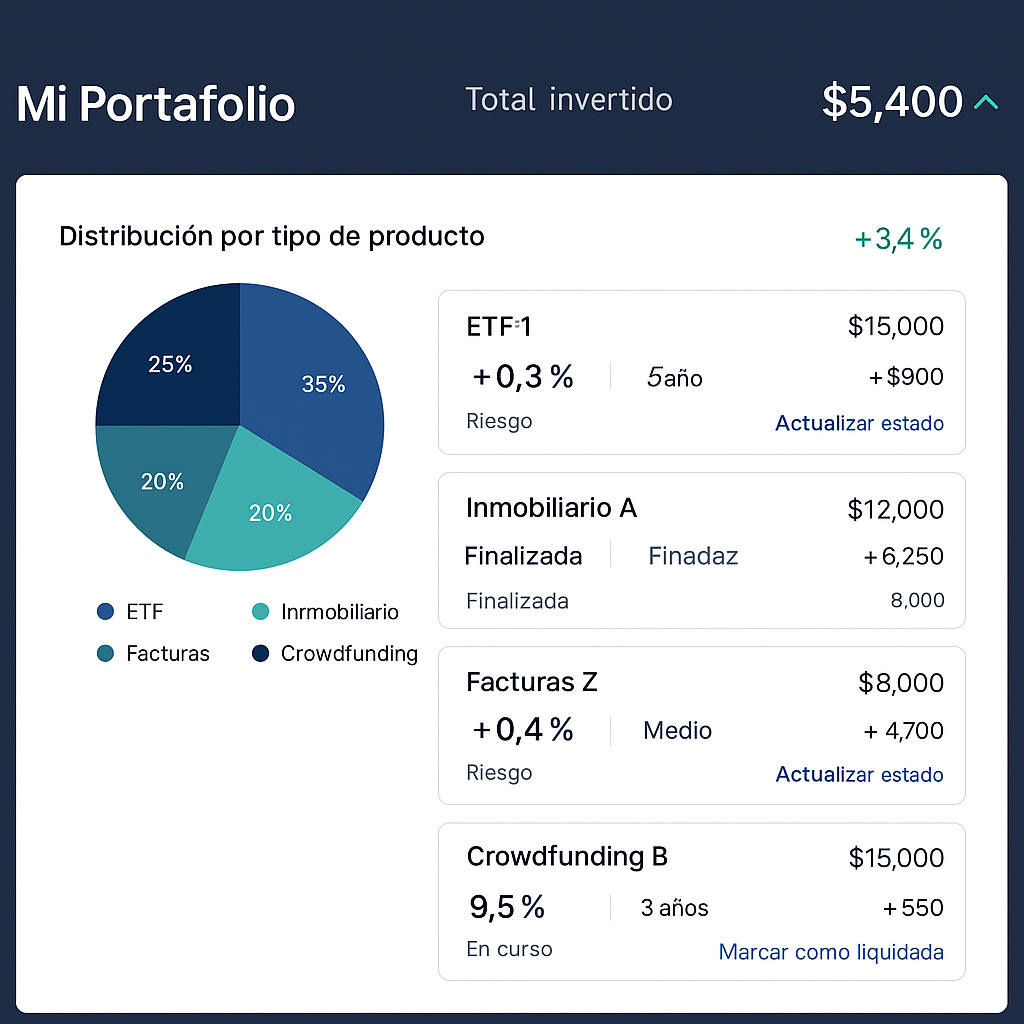 Mi Portafolio
Total invertido
$5,400
Distribución por tipo de producto
+3,4 %
25%
35%
20%
20%
ETF
Inrmobiliario
Facturas
Crowdfunding
ETF 1
$15,000
+0,3 %
5año
+$900
Riesgo
Actualizar estado
Inmobiliario A
$12,000
Finalizada
Finadaz
+6,250
Finalizada
8,000
Facturas Z
$8,000
+0,4 %
Medio
+ 4,700
Riesgo
Actualizar estado
Crowdfunding B
$15,000
9,5 %
3 años
+550
En curso
Marcar como liquidada